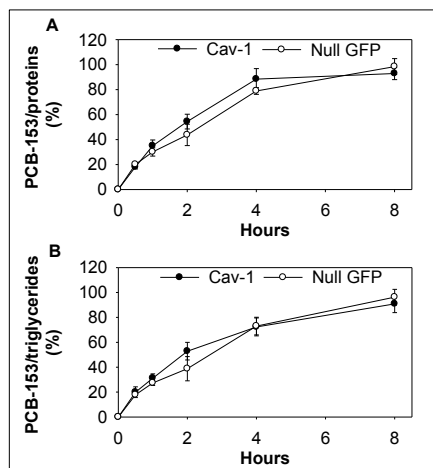 A
Cav-1 Null GFP
PCB-153/proteins
(%)
120
100
80
60
40
20
0
0 2 4 6 8
Hours
B
Cav-1 Null GFP
PCB-153/triglycerides
(%)
120
100
80
60
40
20
0
0 2 4 6 8
Hours